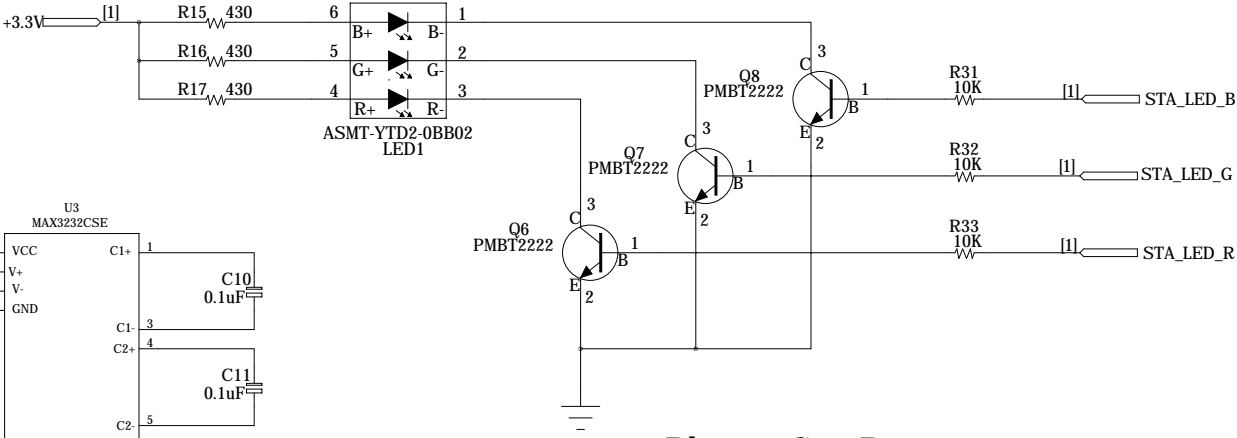 +3.3V
[1]
R15 430
6
B+
B-
1
R16 430
5
G+
G-
2
R17 430
4
R+
R-
3
ASMT-YTD2-0BB02
LED1
Q8
PMBT2222
C
3
B
1
E
2
R31
10K
[1]
STA_LED_B
Q7
PMBT2222
C
3
B
1
E
2
R32
10K
[1]
STA_LED_G
Q6
PMBT2222
C
3
B
1
E
2
R33
10K
[1]
STA_LED_R
U3
MAX3232CSE
VCC
V+
V-
GND
C1+
1
C10
0.1uF
C1-
3
C2+
4
C11
0.1uF
C2-
5